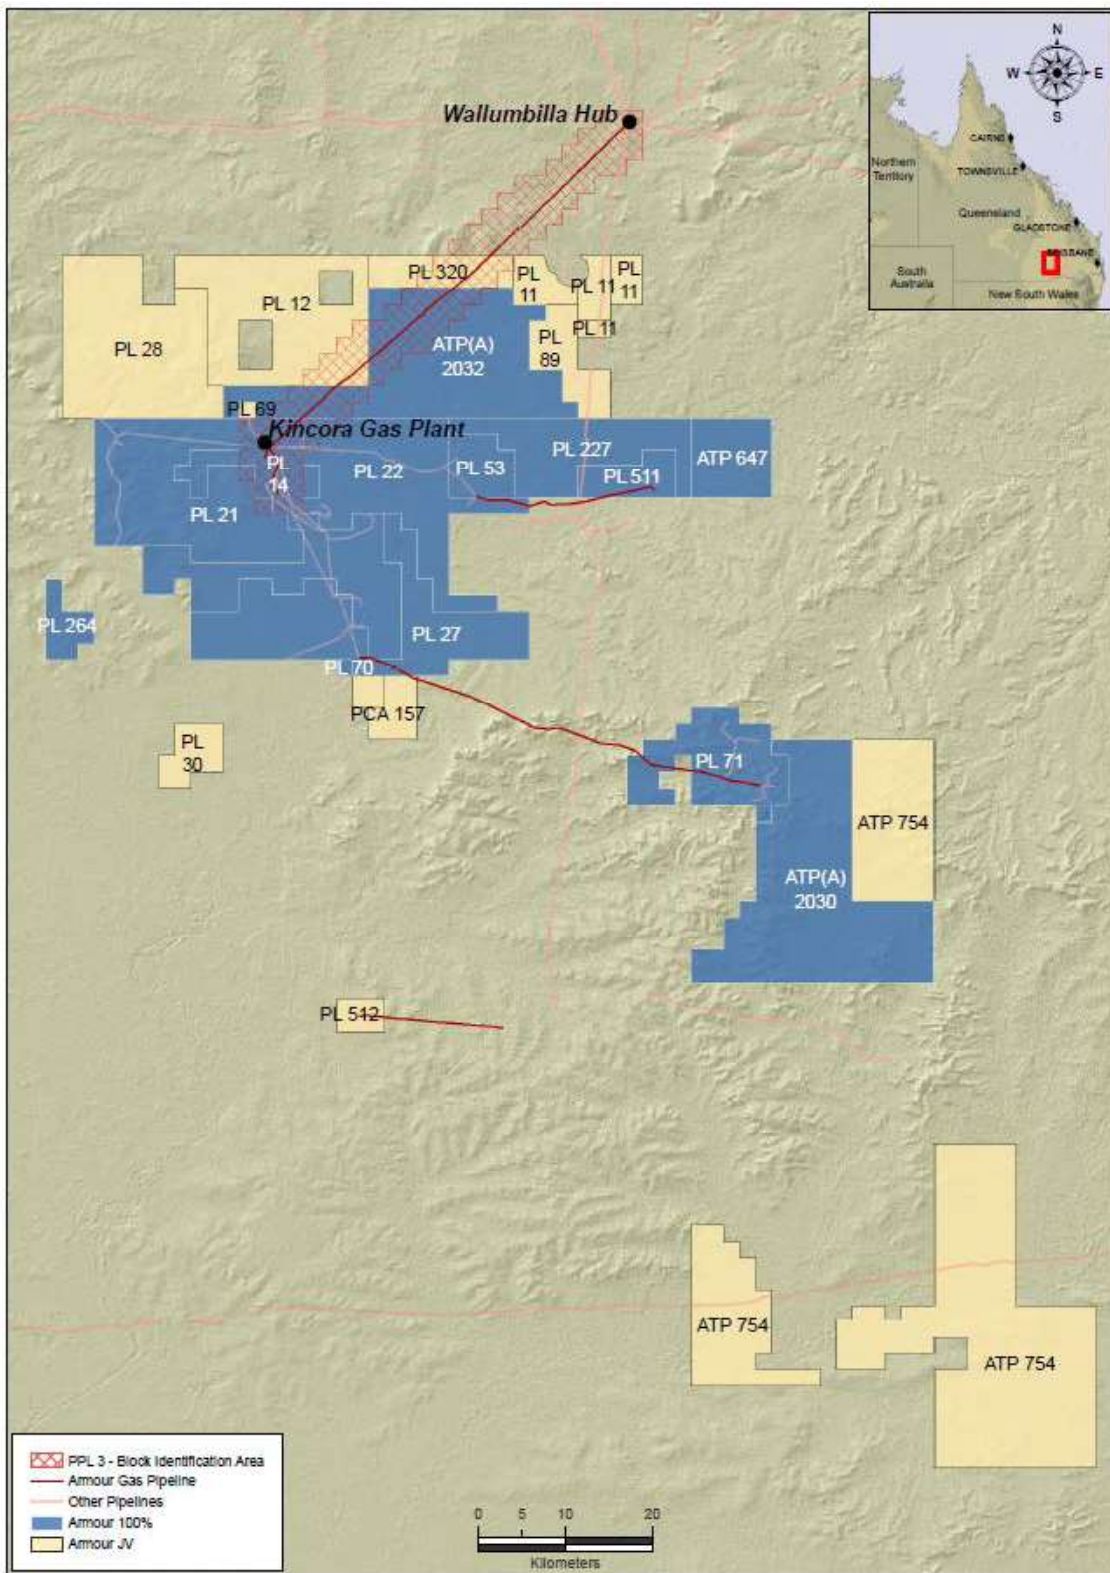 N
W
E
S
CAIRNS
TOWNSVILLE
Northern
Territory
Queensland
GLADSTONE
BRISBANE
South
Australia
New South Wales
Wallumbilla Hub
PL 320
PL
11
PL 11
PL
11
PL 12
PL 11
PL 28
ATP(A)
2032
PL
89
PL 69
Kincora Gas Plant
PL
14
PL 22
PL 53
PL 227
PL 511
ATP 647
PL 21
PL 264
PL 27
PL 70
PCA 157
PL
30
PL 71
ATP 754
ATP(A)
2030
PL 512
ATP 754
ATP 754
PPL 3 - Block Identification Area
Armour Gas Pipeline
Other Pipelines
Armour 100%
Armour JV
0 5 10 20
Kilometers